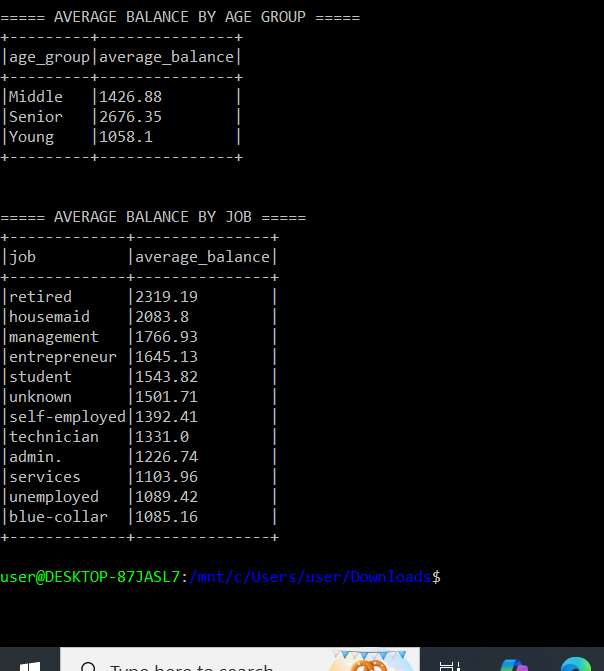 ===== AVERAGE BALANCE BY AGE GROUP =====
+---------+---------------+
|age_group|average_balance|
+---------+---------------+
|Middle   |1426.88        |
|Senior   |2676.35        |
|Young    |1058.1         |
+---------+---------------+
===== AVERAGE BALANCE BY JOB =====
+-------------+---------------+
|job          |average_balance|
+-------------+---------------+
|retired      |2319.19        |
|housemaid    |2083.8         |
|management   |1766.93        |
|entrepreneur |1645.13        |
|student      |1543.82        |
|unknown      |1501.71        |
|self-employed|1392.41        |
|technician   |1331.0         |
|admin.       |1226.74        |
|services     |1103.96        |
|unemployed   |1089.42        |
|blue-collar  |1085.16        |
+-------------+---------------+
user@DESKTOP-87JASL7:/mnt/c/Users/user/Downloads$
Type here to search